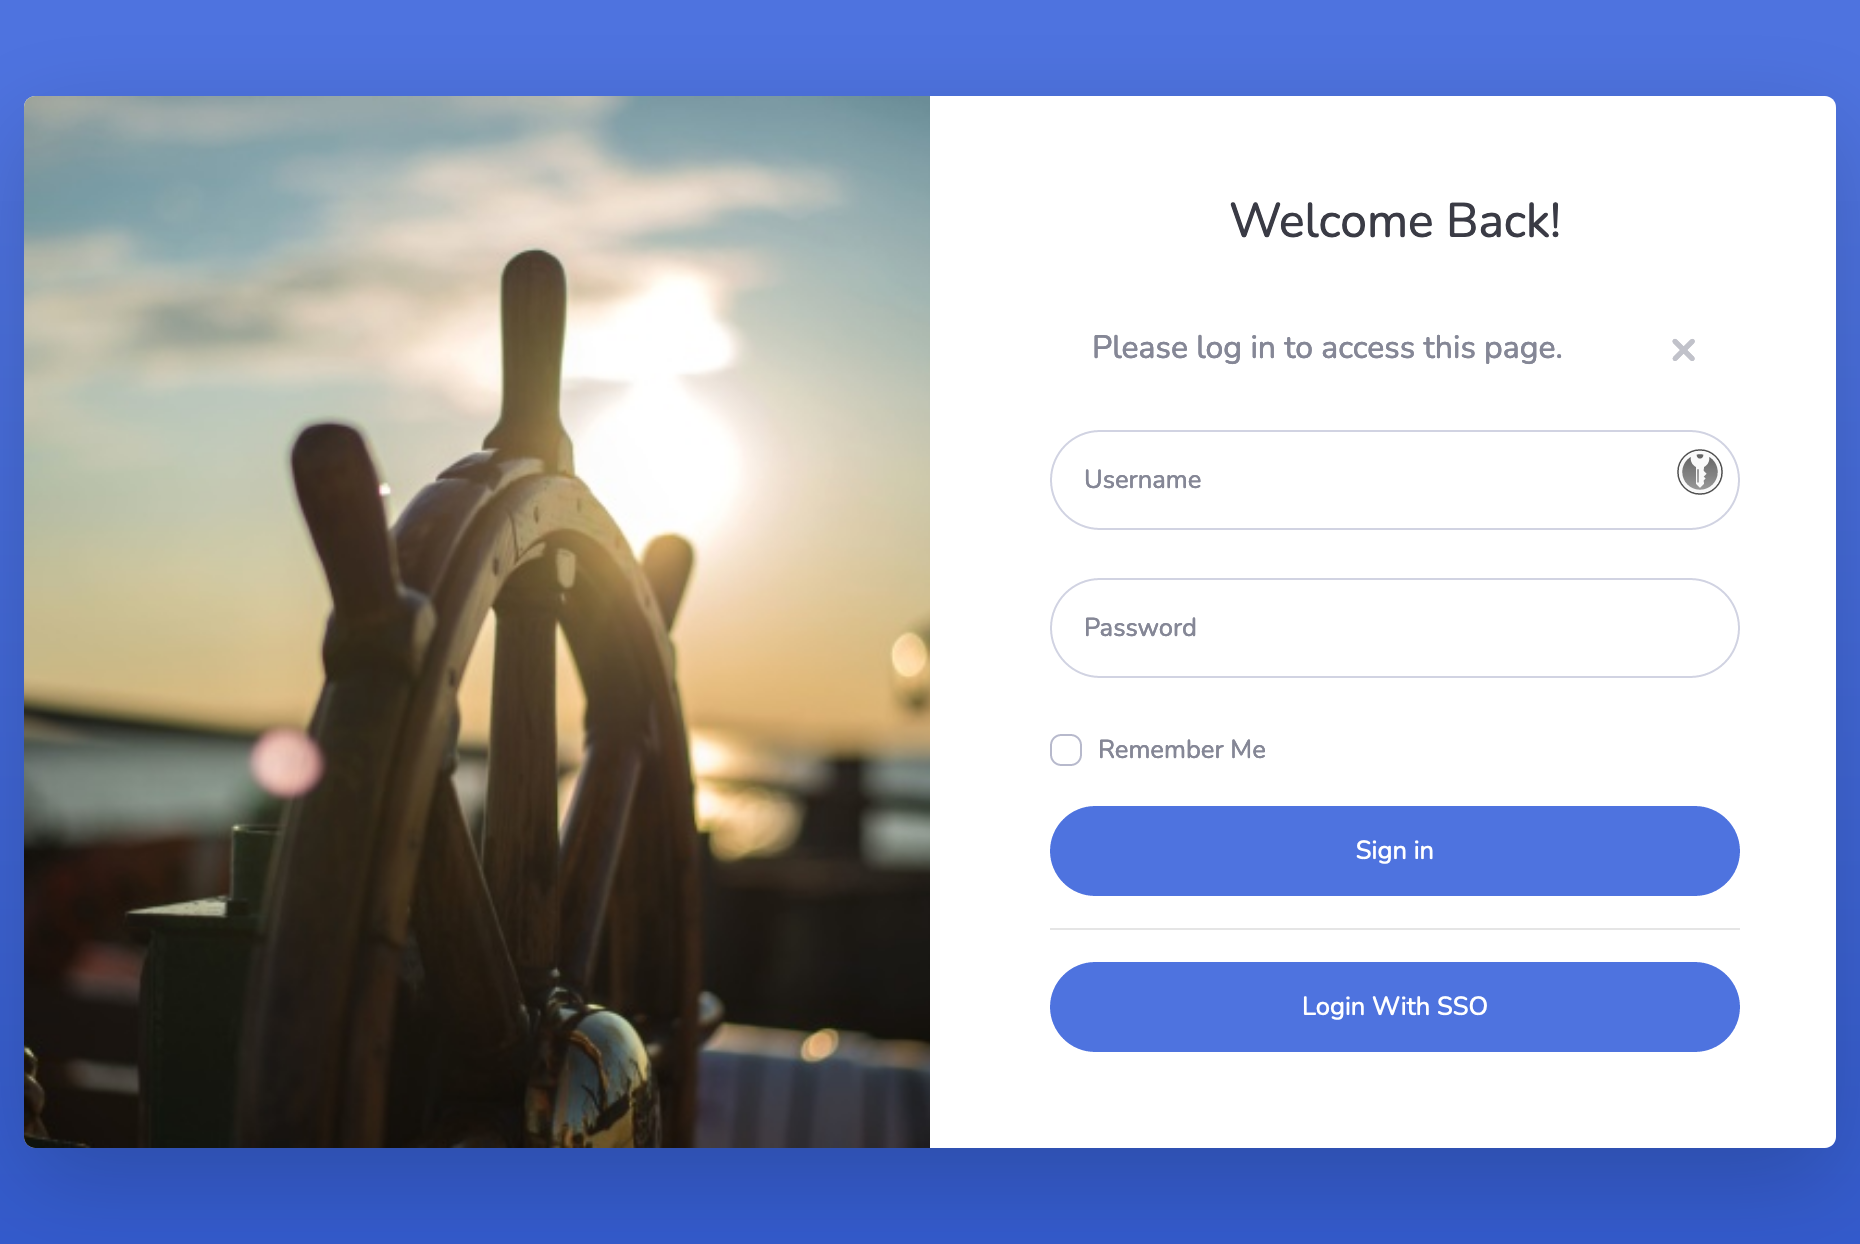 Welcome Back!
Please log in to access this page.
Username
Password
Remember Me
Sign in
Login With SSO